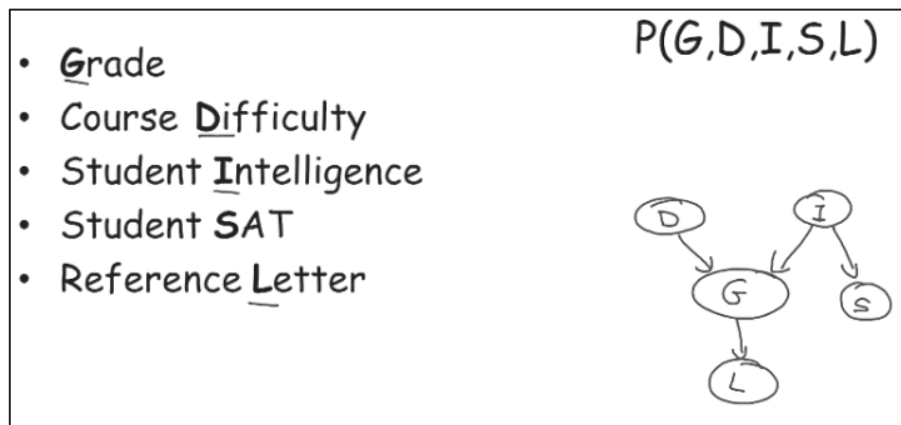 P(G,D,I,S,L)
• Grade
• Course Difficulty
• Student Intelligence
• Student SAT
• Reference Letter
D
I
G
S
L